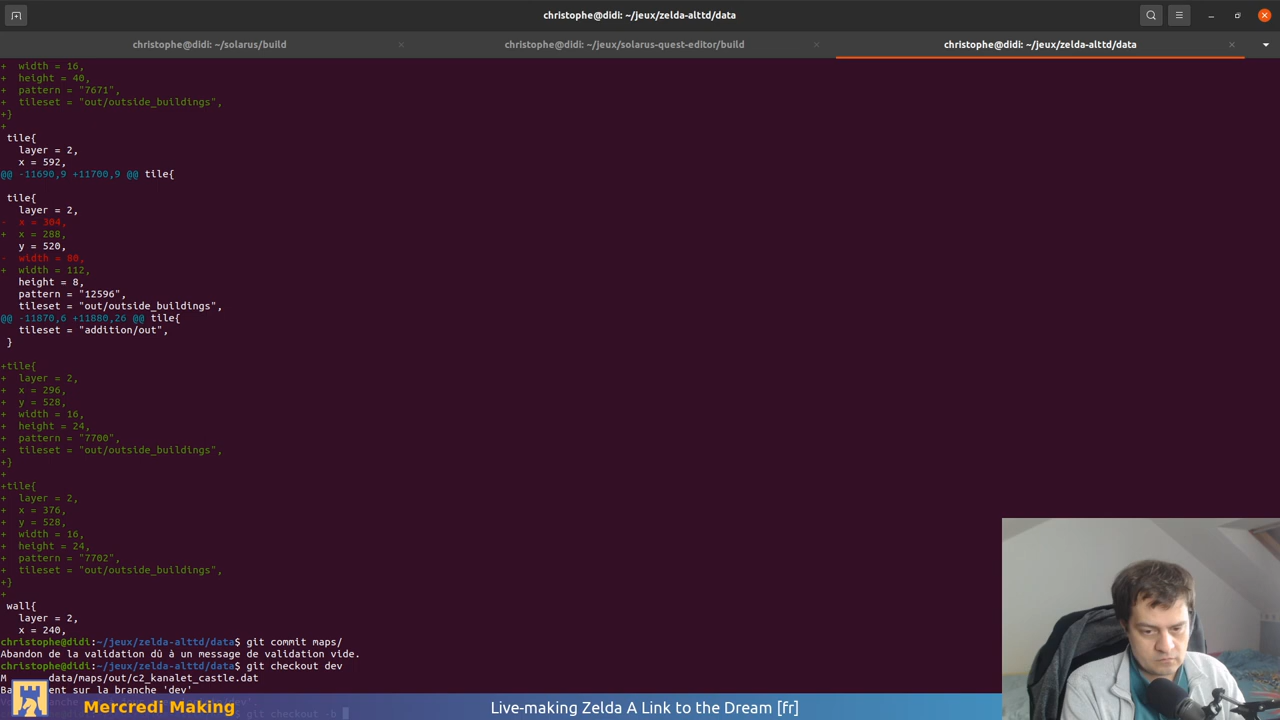 christophe@didi: ~/jeux/zelda-alttd/data
christophe@didi: ~/solarus/build
christophe@didi: ~/jeux/solarus-quest-editor/build
christophe@didi: ~/jeux/zelda-alttd/data
+  width = 16,
+  height = 40,
+  pattern = "7671",
+  tileset = "out/outside_buildings",
+}
+
 tile{
   layer = 2,
   x = 592,
@@ -11690,9 +11700,9 @@ tile{
 tile{
   layer = 2,
-  x = 304,
+  x = 288,
   y = 520,
-  width = 80,
+  width = 112,
   height = 8,
   pattern = "12596",
   tileset = "out/outside_buildings",
@@ -11870,6 +11880,26 @@ tile{
   tileset = "addition/out",
 }
+tile{
+  layer = 2,
+  x = 296,
+  y = 528,
+  width = 16,
+  height = 24,
+  pattern = "7700",
+  tileset = "out/outside_buildings",
+}
+
+tile{
+  layer = 2,
+  x = 376,
+  y = 528,
+  width = 16,
+  height = 24,
+  pattern = "7702",
+  tileset = "out/outside_buildings",
+}
+
 wall{
   layer = 2,
   x = 240,
christophe@didi:~/jeux/zelda-alttd/data$ git commit maps/
Abandon de la validation dû à un message de validation vide.
christophe@didi:~/jeux/zelda-alttd/data$ git checkout dev
M data/maps/out/c2_kanalet_castle.dat
sur la branche 'dev'
git checkout -b
Mercredi Making
Live-making Zelda A Link to the Dream [fr]